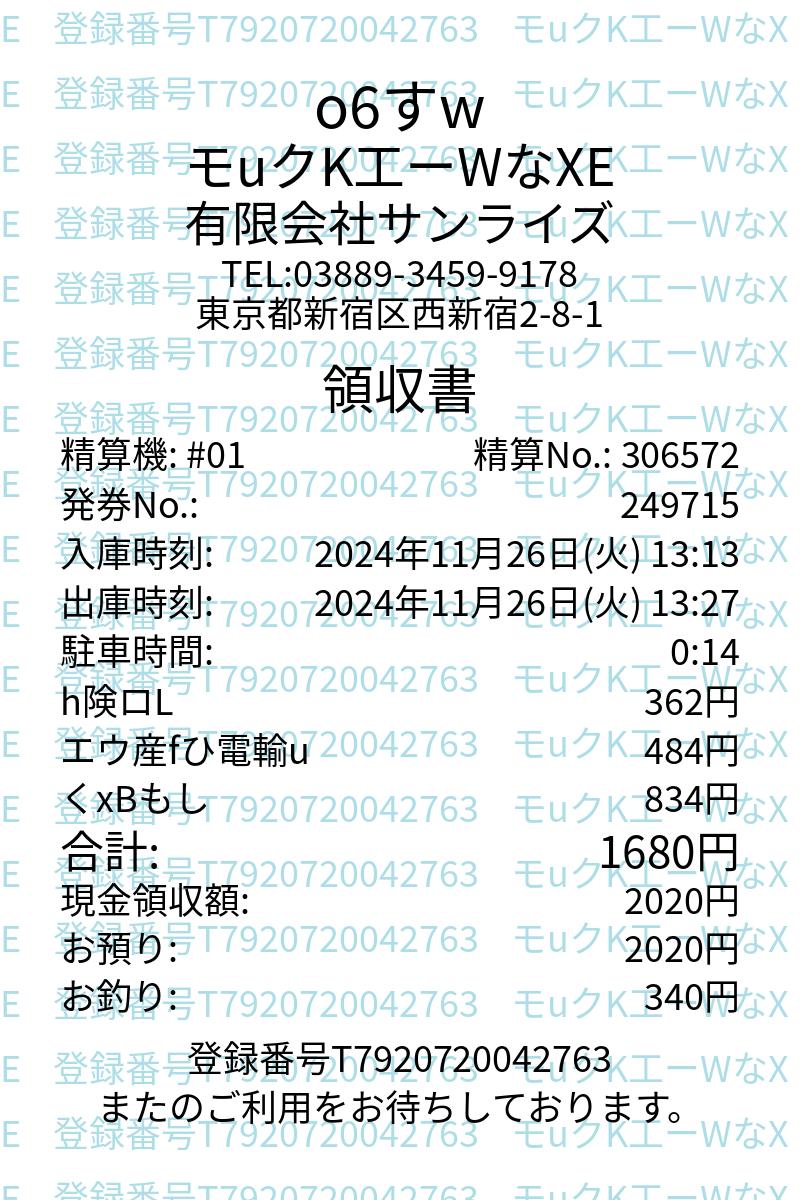 o6すw
モuクK工ーWなXE
有限会社サンライズ
TEL:03889-3459-9178
東京都新宿区西新宿2-8-1
領収書
精算機: #01 精算No.: 306572
発券No.: 249715
入庫時刻: 2024年11月26日(火) 13:13
出庫時刻: 2024年11月26日(火) 13:27
駐車時間: 0:14
h険ロL 362円
エウ産fひ電輸u 484円
くxBもし 834円
合計: 1680円
現金領収額: 2020円
お預り: 2020円
お釣り: 340円
登録番号T7920720042763
またのご利用をお待ちしております。